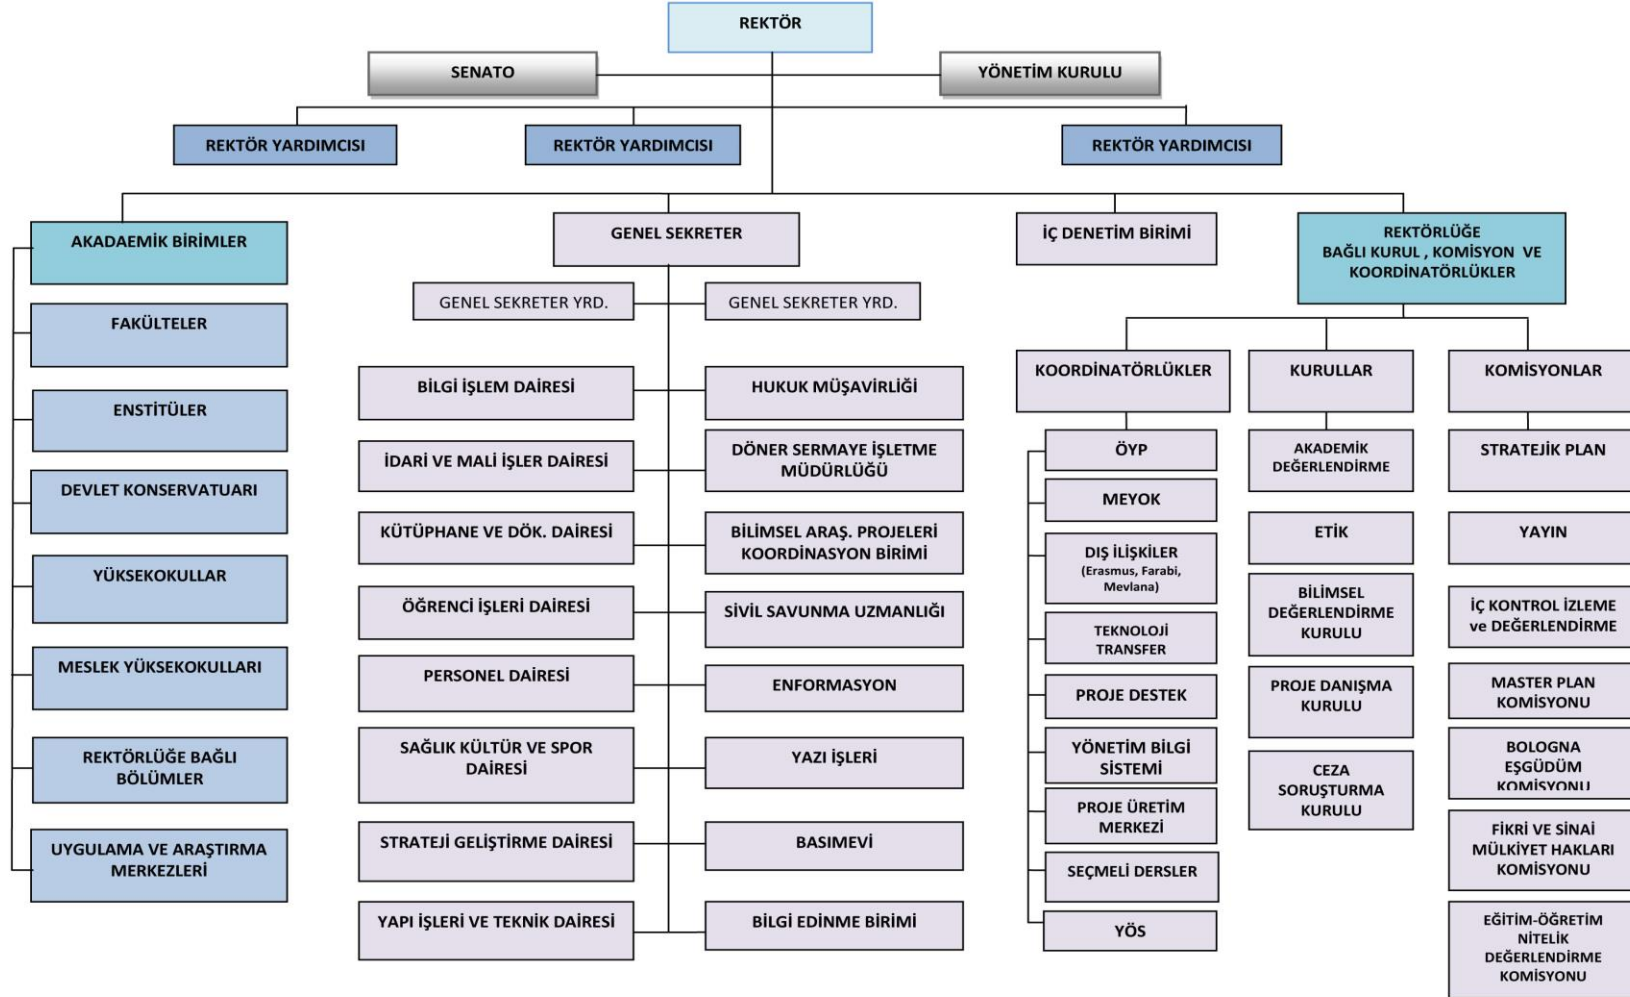 REKTÖR
SENATO
YÖNETİM KURULU
REKTÖR YARDIMCISI
REKTÖR YARDIMCISI
REKTÖR YARDIMCISI
AKADAEMİK BİRİMLER
FAKÜLTELER
ENSTİTÜLER
DEVLET KONSERVATUARI
YÜKSEKOKULLAR
MESLEK YÜKSEKOKULLARI
REKTÖRLÜĞE BAĞLI
BÖLÜMLER
UYGULAMA VE ARAŞTIRMA
MERKEZLERİ
GENEL SEKRETER
GENEL SEKRETER YRD.
GENEL SEKRETER YRD.
BİLGİ İŞLEM DAİRESİ
İDARİ VE MALİ İŞLER DAİRESİ
KÜTÜPHANE VE DÖK. DAİRESİ
ÖĞRENCİ İŞLERİ DAİRESİ
PERSONEL DAİRESİ
SAĞLIK KÜLTÜR VE SPOR
DAİRESİ
STRATEJİ GELİŞTİRME DAİRESİ
YAPI İŞLERİ VE TEKNİK DAİRESİ
HUKUK MÜŞAVİRLİĞİ
DÖNER SERMAYE İŞLETME
MÜDÜRLÜĞÜ
BİLİMSEL ARAŞ. PROJELERİ
KOORDİNASYON BİRİMİ
SİVİL SAVUNMA UZMANLIĞI
ENFORMASYON
YAZI İŞLERİ
BASIMEVİ
BİLGİ EDİNME BİRİMİ
İÇ DENETİM BİRİMİ
REKTÖRLÜĞE
BAĞLI KURUL , KOMİSYON VE
KOORDİNATÖRLÜKLER
KOORDİNATÖRLÜKLER
ÖYP
MEYOK
DIŞ İLİŞKİLER
(Erasmus, Farabi,
Mevlana)
TEKNOLOJİ
TRANSFER
PROJE DESTEK
YÖNETİM BİLGİ
SİSTEMİ
PROJE ÜRETİM
MERKEZİ
SEÇMELİ DERSLER
YÖS
KURULLAR
AKADEMİK
DEĞERLENDİRME
ETİK
BİLİMSEL
DEĞERLENDİRME
KURULU
PROJE DANIŞMA
KURULU
CEZA
SORUŞTURMA
KURULU
KOMİSYONLAR
STRATEJİK PLAN
YAYIN
İÇ KONTROL İZLEME
ve DEĞERLENDİRME
MASTER PLAN
KOMİSYONU
BOLOGNA
EŞGÜDÜM
KOMİSYONU
FİKRİ VE SİNAİ
MÜLKİYET HAKLARI
KOMİSYONU
EĞİTİM-ÖĞRETİM
NİTELİK
DEĞERLENDİRME
KOMİSYONU